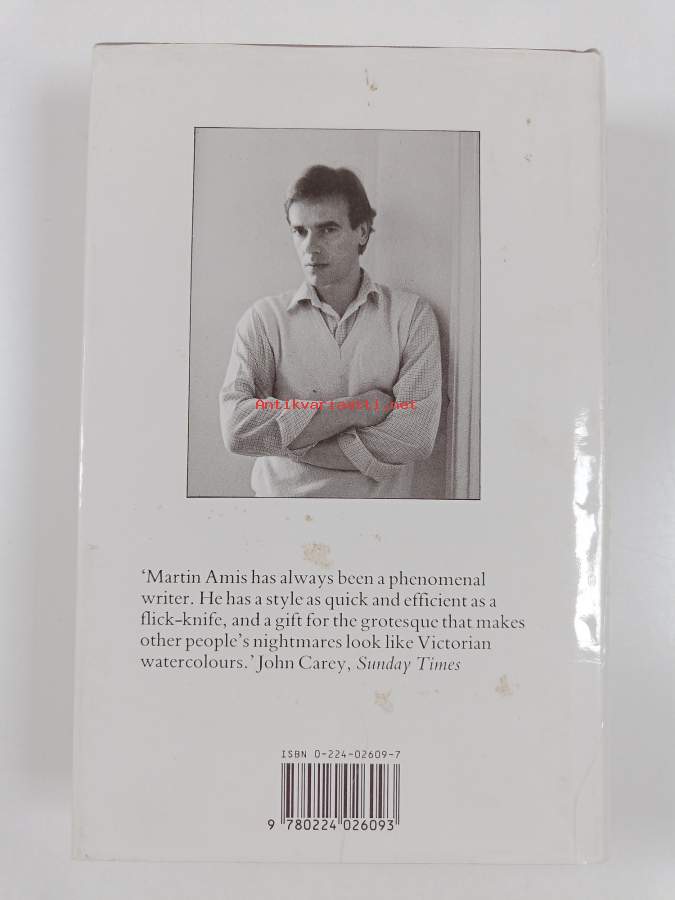 Antikvariaatti.net
‘Martin Amis has always been a phenomenal
writer. He has a style as quick and efficient as a
flick-knife, and a gift for the grotesque that makes
other people’s nightmares look like Victorian
watercolours.’ John Carey, Sunday Times
ISBN 0-224-02609-7
9 780224 026093